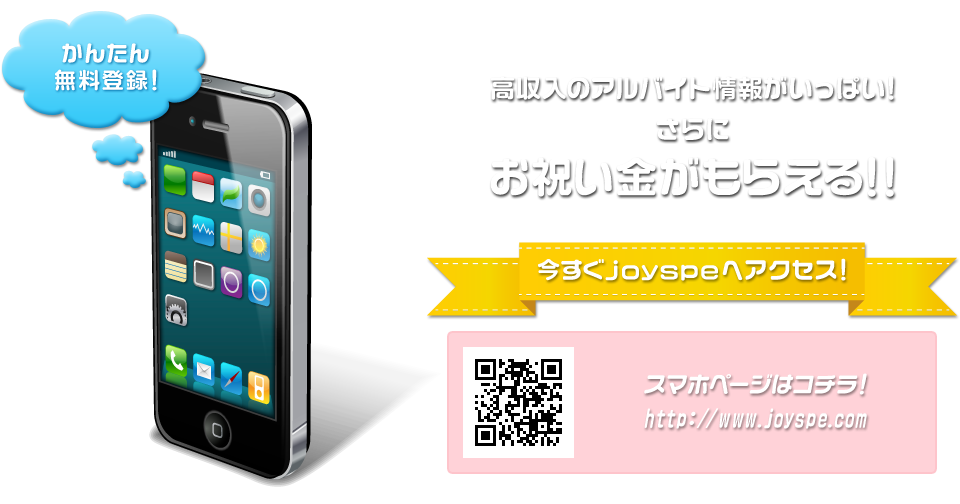 かんたん
無料登録!
高収入のアルバイト情報がいっぱい!
さらに
お祝い金がもらえる!!
今すぐjoyspeへアクセス!
スマホページはコチラ!
http://www.joyspe.com